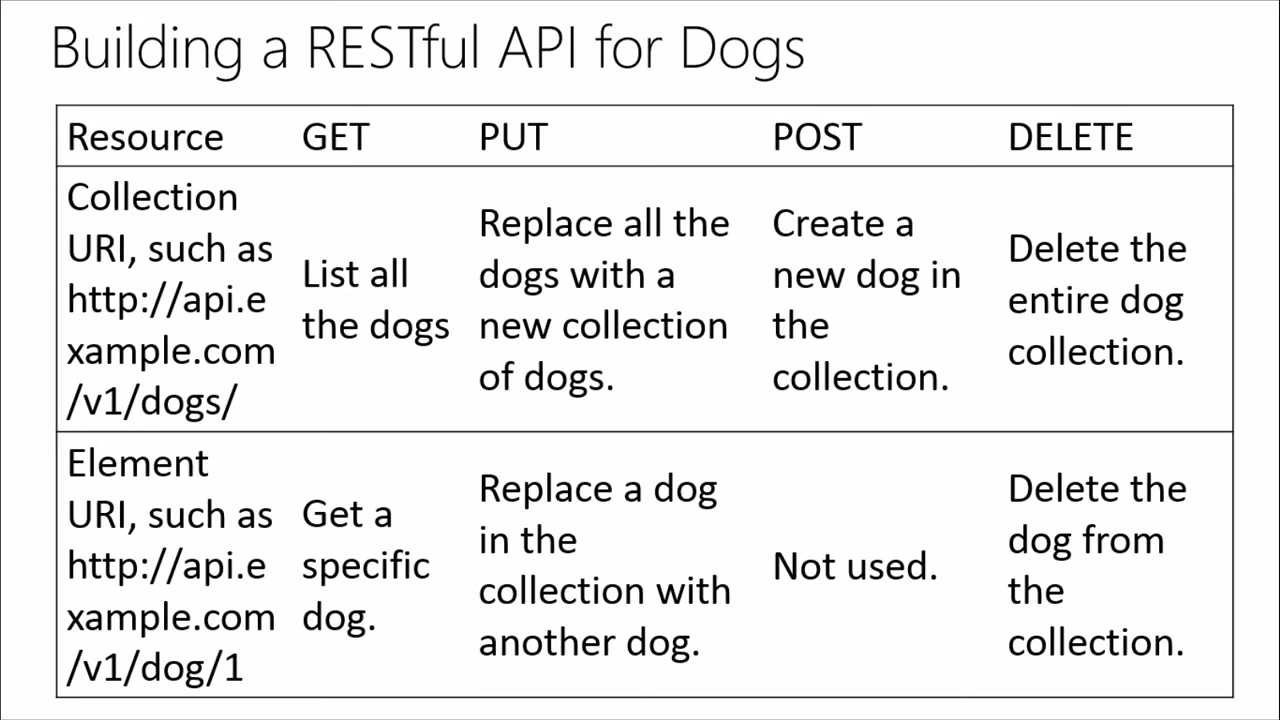 Building a RESTful API for Dogs
Resource GET PUT POST DELETE
Collection
URI, such as
http://api.e
xample.com
/v1/dogs/
List all
the dogs
Replace all the
dogs with a
new collection
of dogs.
Create a
new dog in
the
collection.
Delete the
entire dog
collection.
Element
URI, such as
http://api.e
xample.com
/v1/dog/1
Get a
specific
dog.
Replace a dog
in the
collection with
another dog.
Not used.
Delete the
dog from
the
collection.